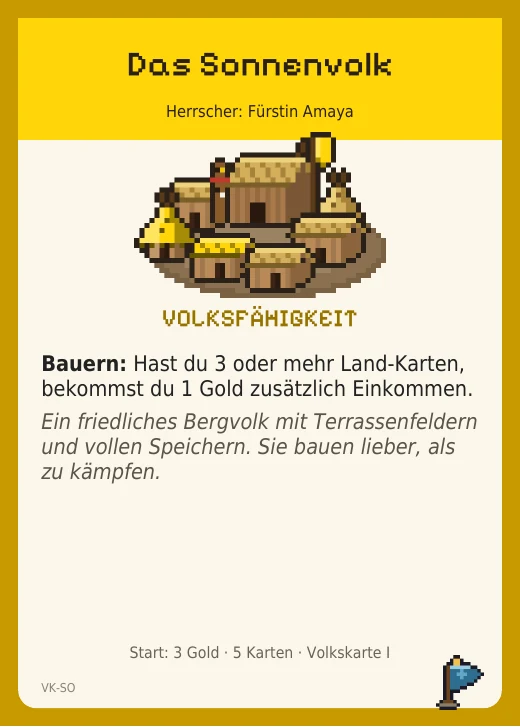 Das Sonnenvolk
Herrscher: Fürstin Amaya
VOLKSFÄHIGKEIT
Bauern: Hast du 3 oder mehr Land-Karten,
bekommst du 1 Gold zusätzlich Einkommen.
Ein friedliches Bergvolk mit Terrassenfeldern
und vollen Speichern. Sie bauen lieber, als
zu kämpfen.
Start: 3 Gold · 5 Karten · Volkskarte I
VK-SO